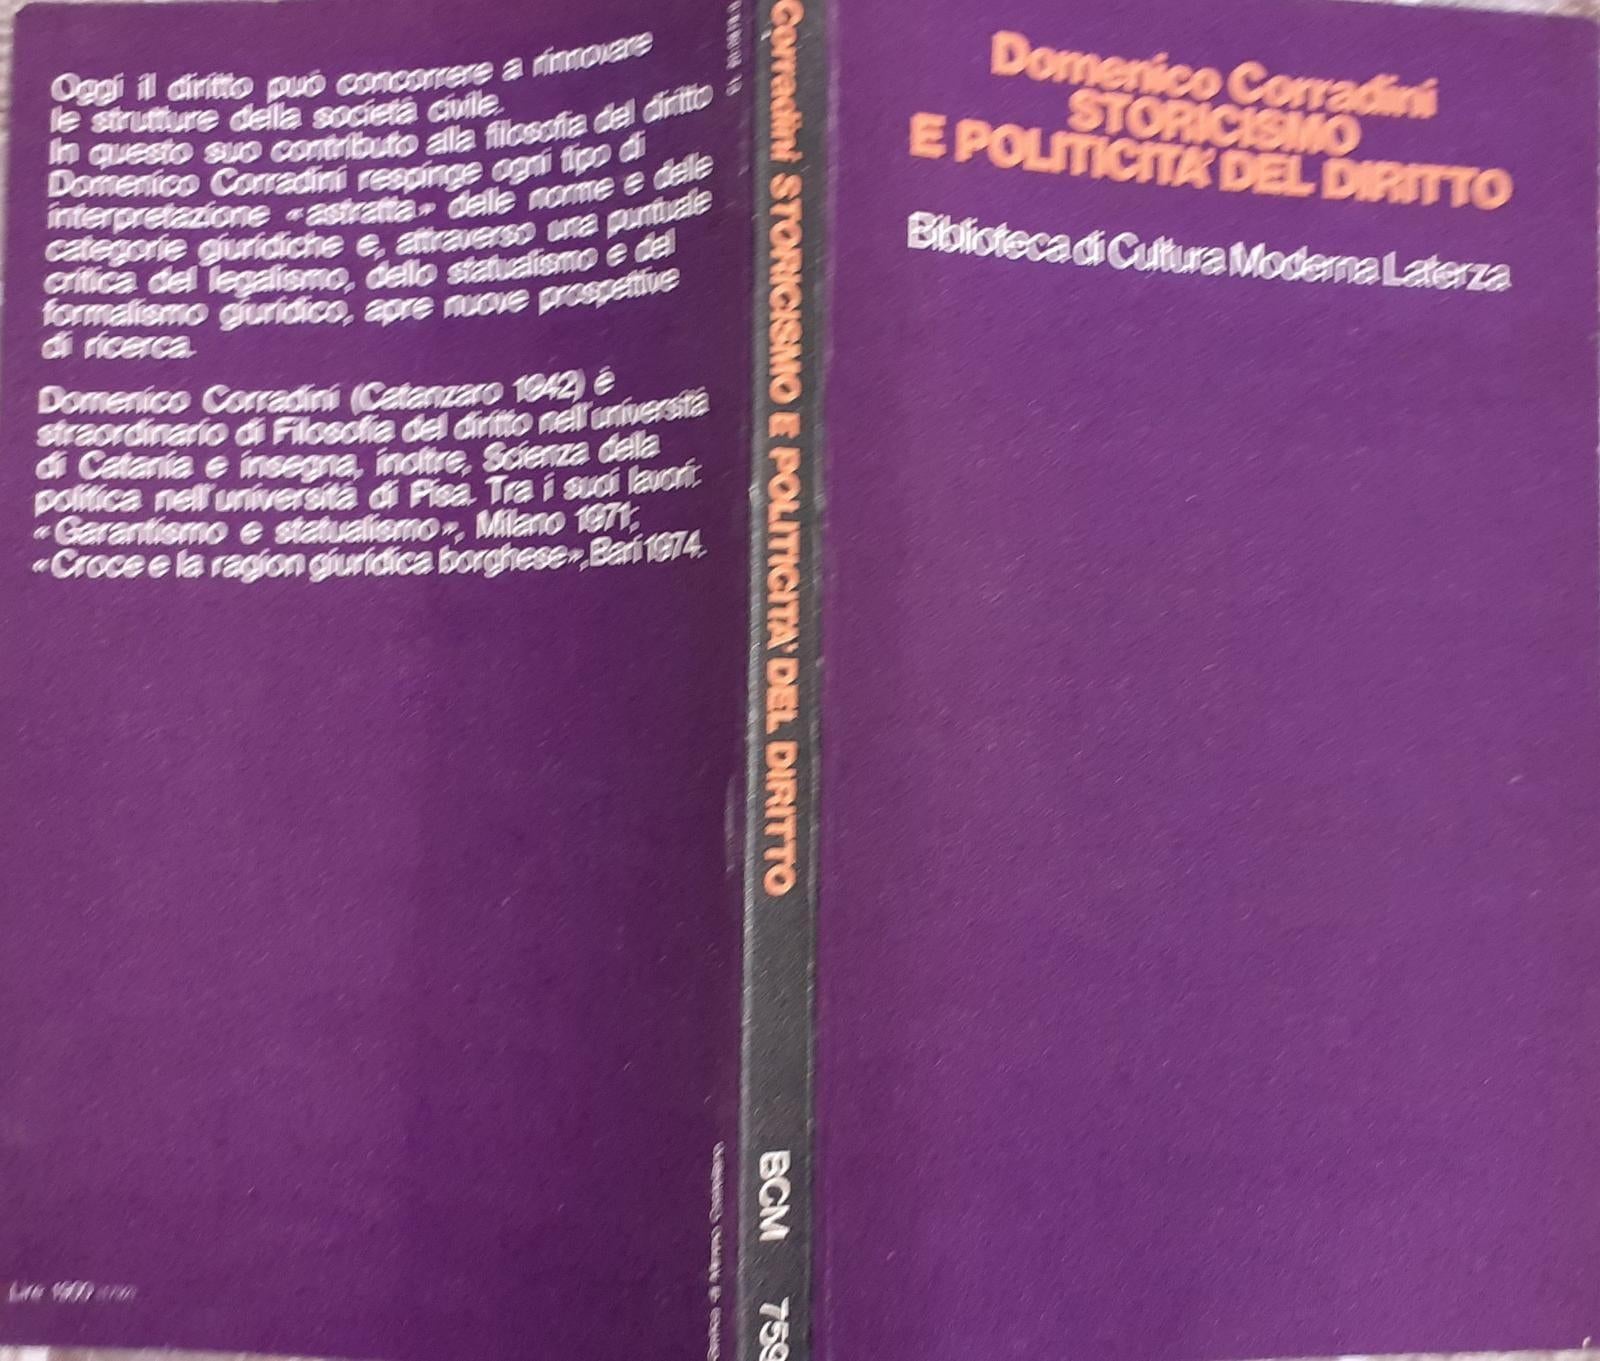 Oggi il diritto può concorrere a rinnovare
le strutture della società civile.
In questo suo contributo alla filosofia del diritto
Domenico Corradini respinge ogni tipo di
interpretazione «astratta» delle norme e delle
categorie giuridiche e, attraverso una puntuale
critica del legalismo, dello statualismo e del
formalismo giuridico, apre nuove prospettive
di ricerca.
Domenico Corradini (Catanzaro 1942) è
straordinario di Filosofia del diritto nell'università
di Catania e insegna, inoltre, Scienza della
politica nell'università di Pisa. Tra i suoi lavori:
«Garantismo e statualismo», Milano 1971;
«Croce e la ragion giuridica borghese», Bari 1974.
Lire
Corradini STORICISMO E POLITICITA' DEL DIRITTO
BCM 759
Domenico Corradini
STORICISMO
E POLITICITA' DEL DIRITTO
Biblioteca di Cultura Moderna Laterza